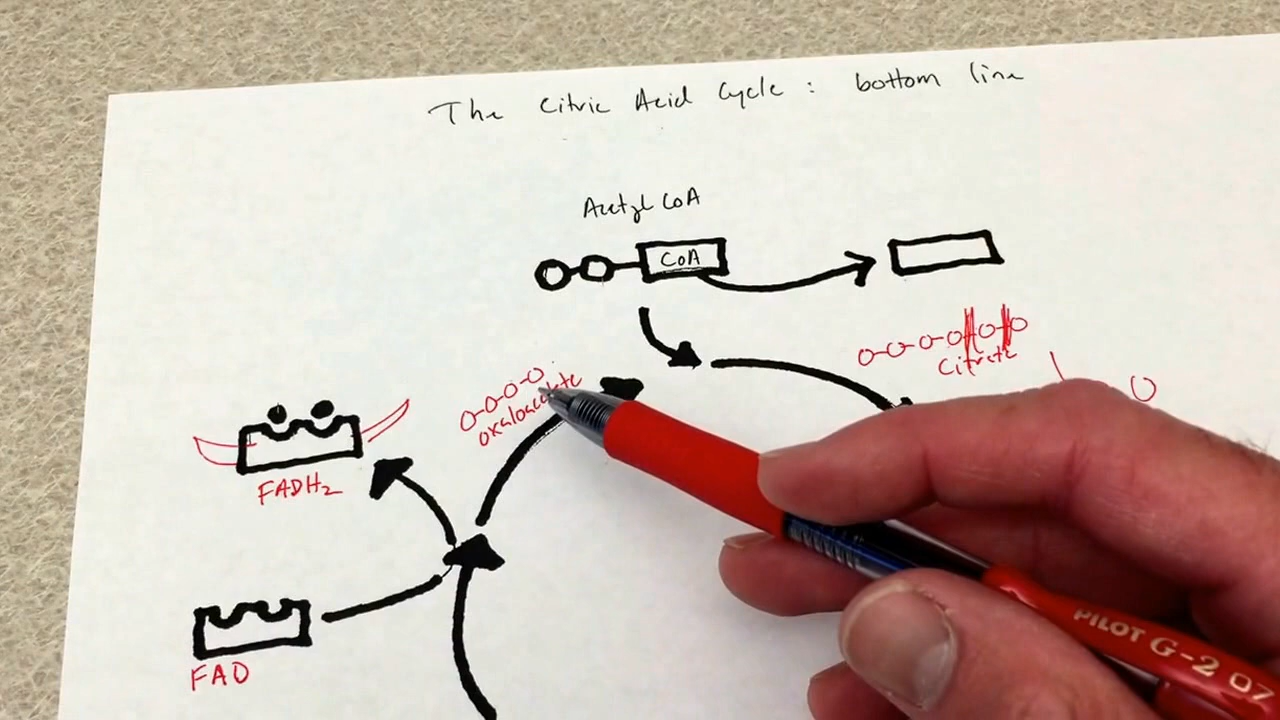 The Citric Acid Cycle : bottom line
Acetyl CoA
CoA
Citrate
oxaloacetate
FADH2
FAD
PILOT G-2 07